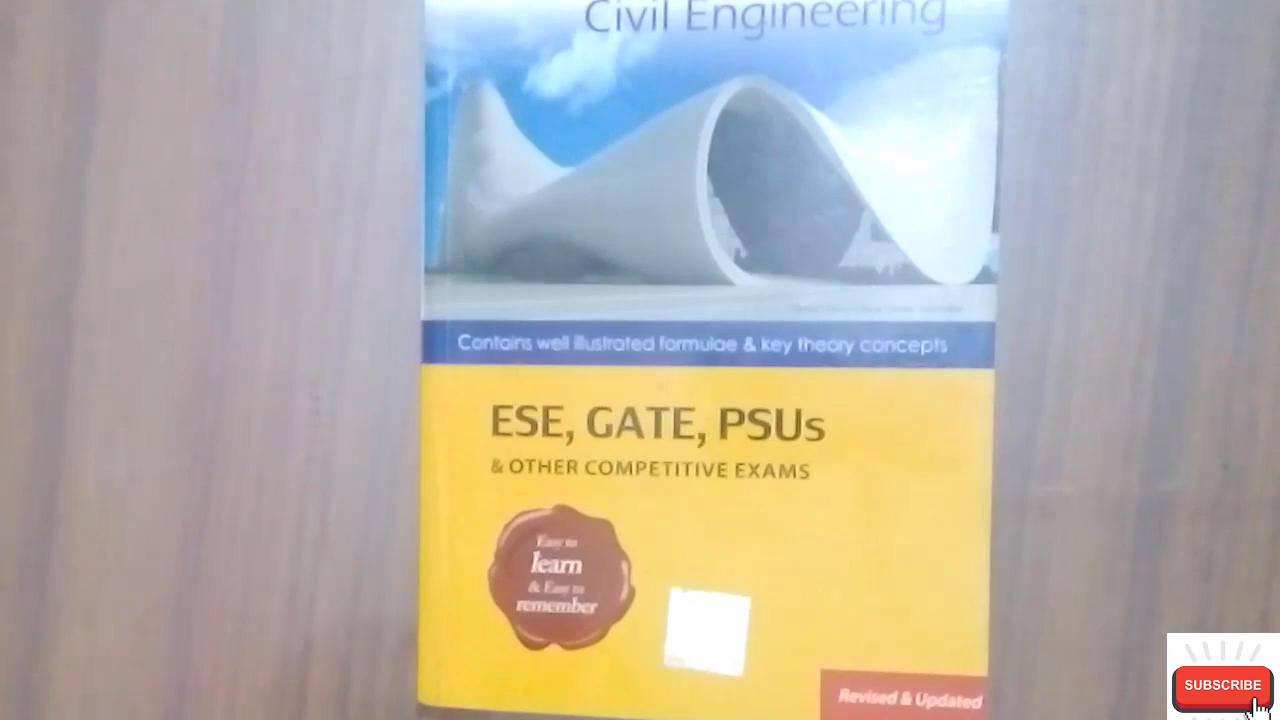 Civil Engineering
Contains well illustrated formulae & key theory concepts
ESE, GATE, PSUs
& OTHER COMPETITIVE EXAMS
Easy to
learn
& Easy to
remember
Revised & Updated
SUBSCRIBE